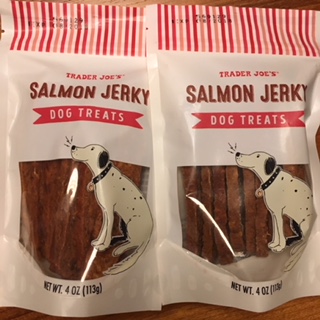 TRADER JOE'S
SALMON JERKY
DOG TREATS
NET WT. 4 OZ (113g)
TRADER JOE'S
SALMON JERKY
DOG TREATS
NET WT. 4 OZ (113g)